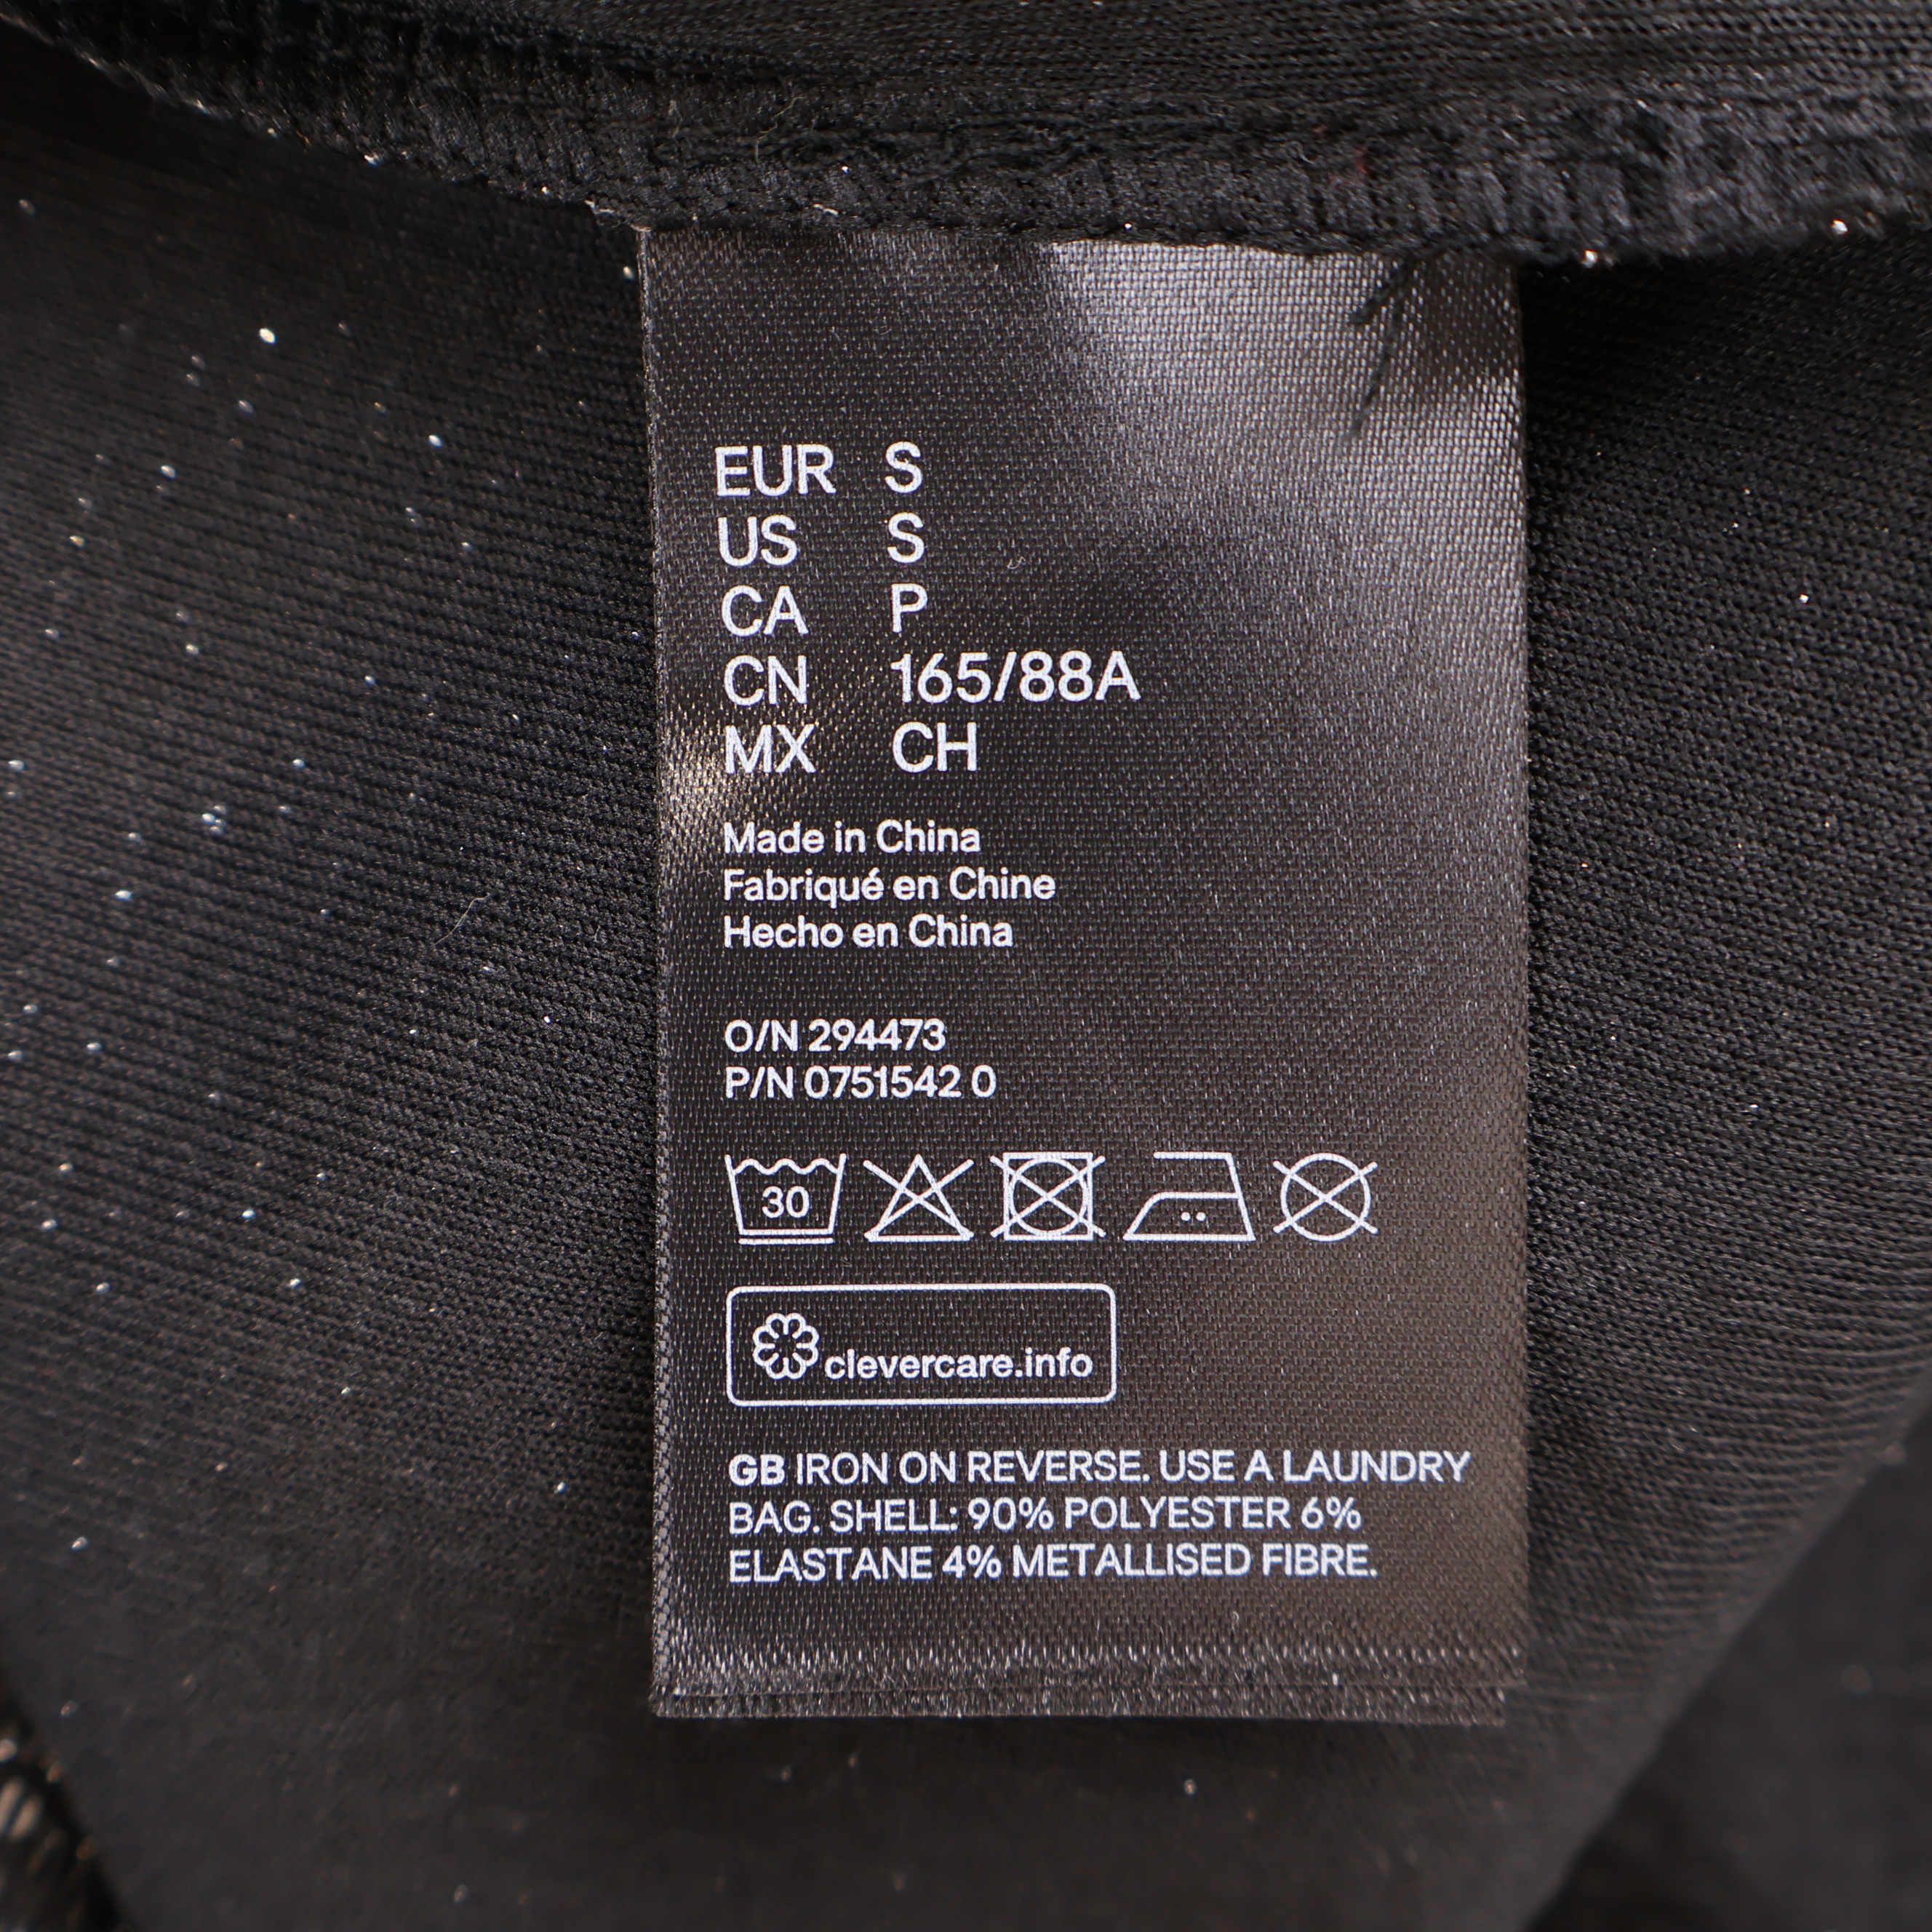 EUR S
US S
CA P
CN 165/88A
MX CH
Made in China
Fabriqué en Chine
Hecho en China
O/N 294473
P/N 0751542 0
30
clevercare.info
GB IRON ON REVERSE. USE A LAUNDRY
BAG. SHELL: 90% POLYESTER 6%
ELASTANE 4% METALLISED FIBRE.